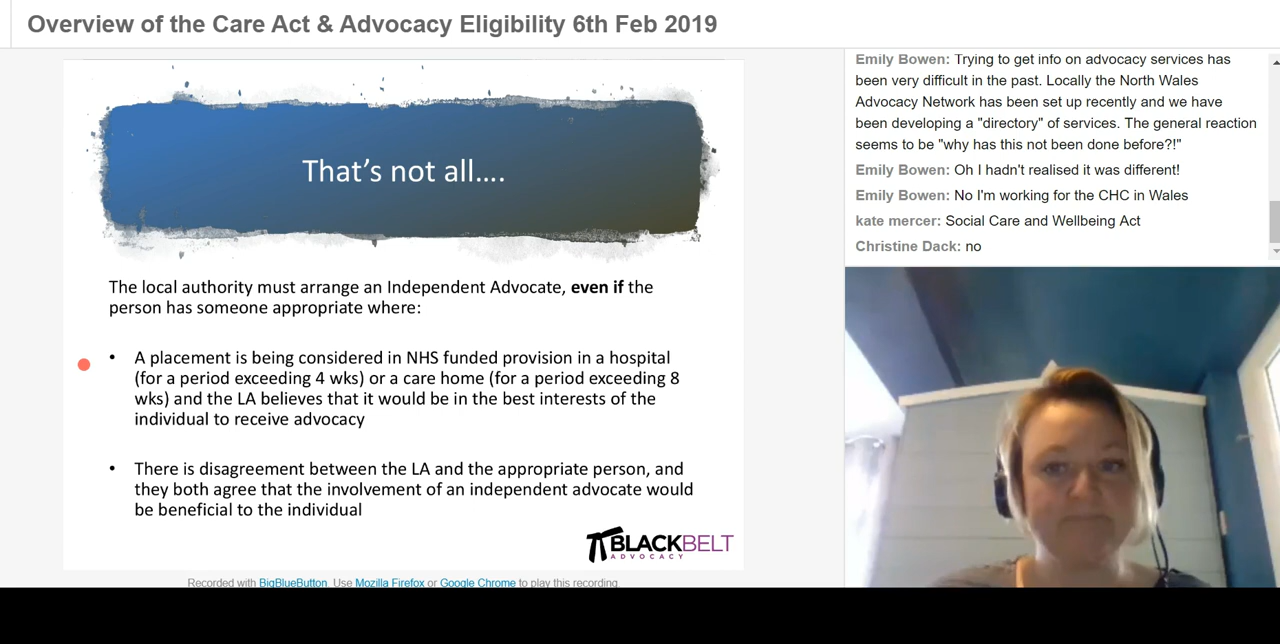 Overview of the Care Act & Advocacy Eligibility 6th Feb 2019
That's not all....
The local authority must arrange an Independent Advocate, even if the
person has someone appropriate where:
• A placement is being considered in NHS funded provision in a hospital
(for a period exceeding 4 wks) or a care home (for a period exceeding 8
wks) and the LA believes that it would be in the best interests of the
individual to receive advocacy
• There is disagreement between the LA and the appropriate person, and
they both agree that the involvement of an independent advocate would
be beneficial to the individual
BLACKBELT
ADVOCACY
Recorded with BigBlueButton. Use Mozilla Firefox or Google Chrome to play this recording.
Emily Bowen: Trying to get info on advocacy services has
been very difficult in the past. Locally the North Wales
Advocacy Network has been set up recently and we have
been developing a "directory" of services. The general reaction
seems to be "why has this not been done before?!"
Emily Bowen: Oh I hadn't realised it was different!
Emily Bowen: No I'm working for the CHC in Wales
kate mercer: Social Care and Wellbeing Act
Christine Dack: no